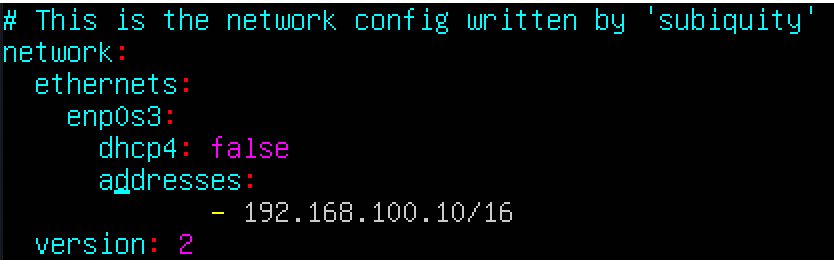 # This is the network config written by 'subiquity'
network:
  ethernets:
    enp0s3:
      dhcp4: false
      addresses:
             - 192.168.100.10/16
  version: 2